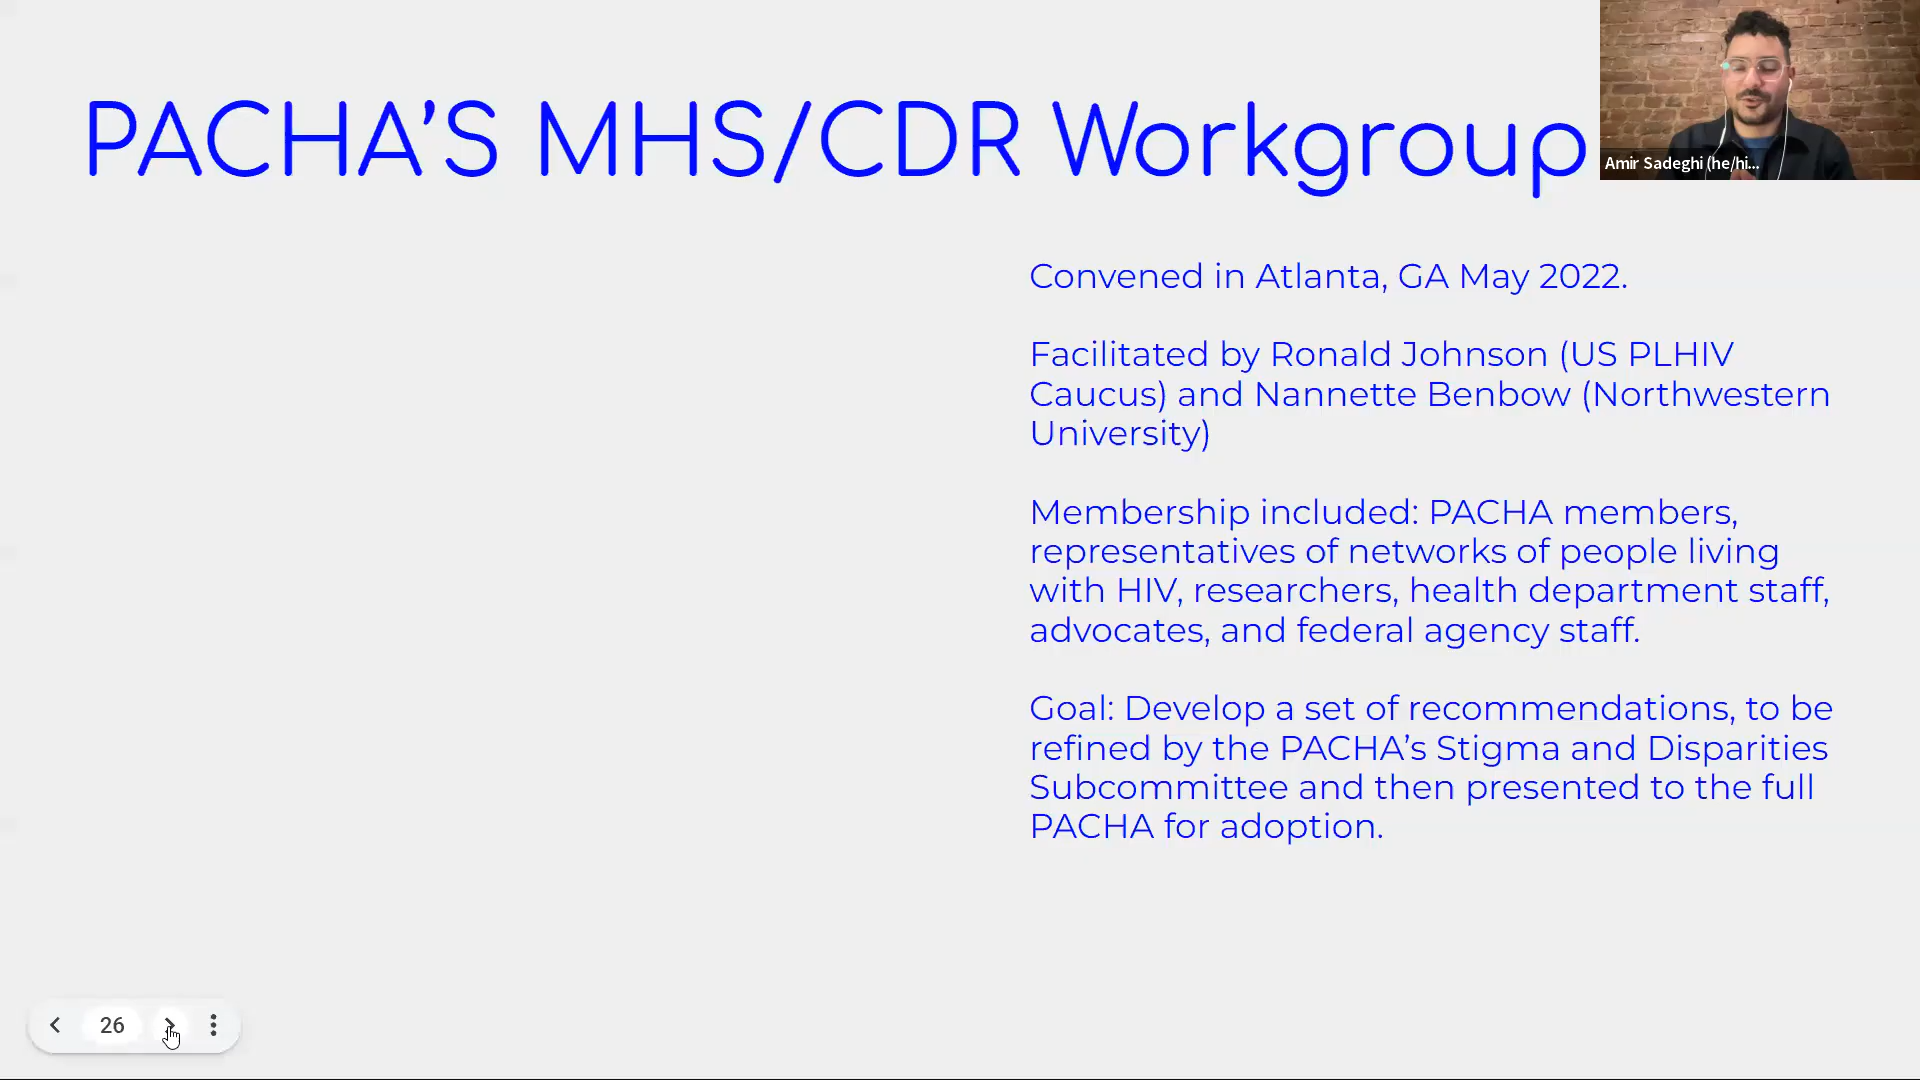 PACHA’S MHS/CDR Workgroup
Amir Sadeghi (he/hi...
Convened in Atlanta, GA May 2022.
Facilitated by Ronald Johnson (US PLHIV
Caucus) and Nannette Benbow (Northwestern
University)
Membership included: PACHA members,
representatives of networks of people living
with HIV, researchers, health department staff,
advocates, and federal agency staff.
Goal: Develop a set of recommendations, to be
refined by the PACHA’s Stigma and Disparities
Subcommittee and then presented to the full
PACHA for adoption.
26